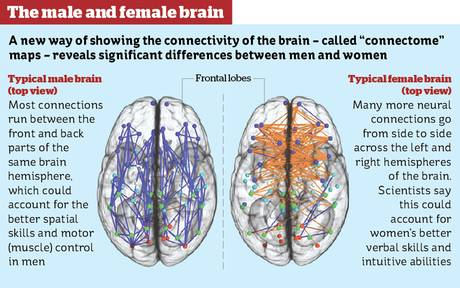 The male and female brain
A new way of showing the connectivity of the brain – called “connectome”
maps – reveals significant differences between men and women
Typical male brain
(top view)
Most connections
run between the
front and back
parts of the
same brain
hemisphere,
which could
account for the
better spatial
skills and motor
(muscle) control
in men
Frontal lobes
Typical female brain
(top view)
Many more neural
connections go
from side to side
across the left and
right hemispheres
of the brain.
Scientists say
this could
account for
women’s better
verbal skills and
intuitive abilities